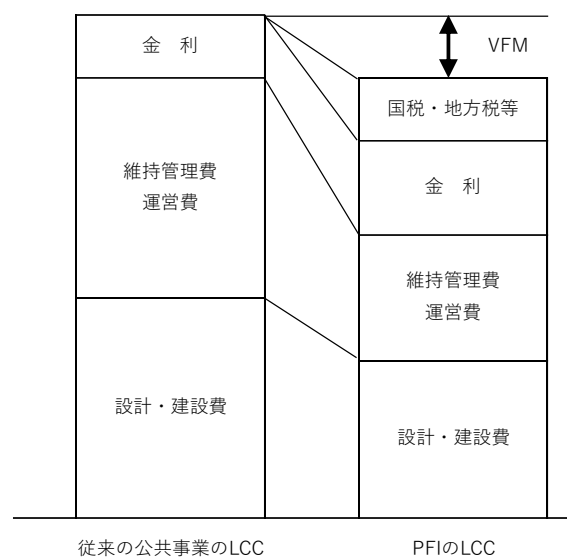 金　利
維持管理費
運営費
設計・建設費
従来の公共事業のLCC
VFM
国税・地方税等
金　利
維持管理費
運営費
設計・建設費
PFIのLCC